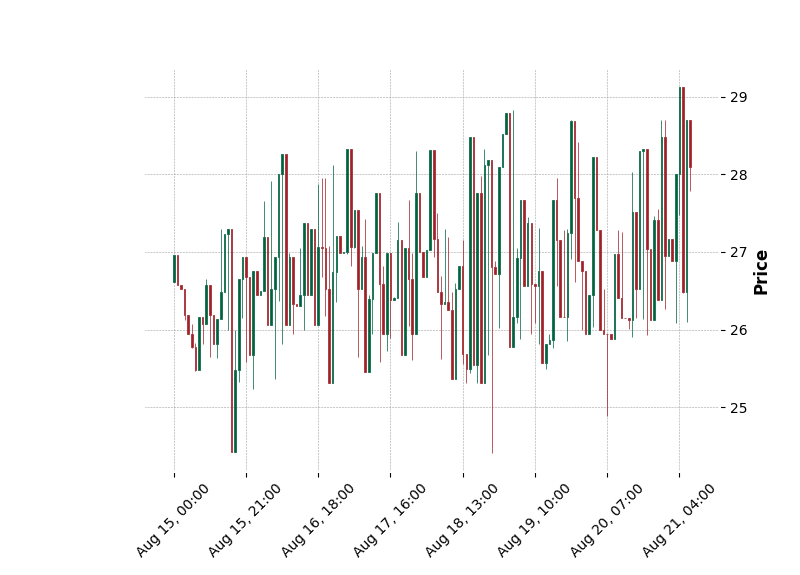 29
28
27
26
25
Price
Aug 15, 00:00
Aug 15, 21:00
Aug 16, 18:00
Aug 17, 16:00
Aug 18, 13:00
Aug 19, 10:00
Aug 20, 07:00
Aug 21, 04:00